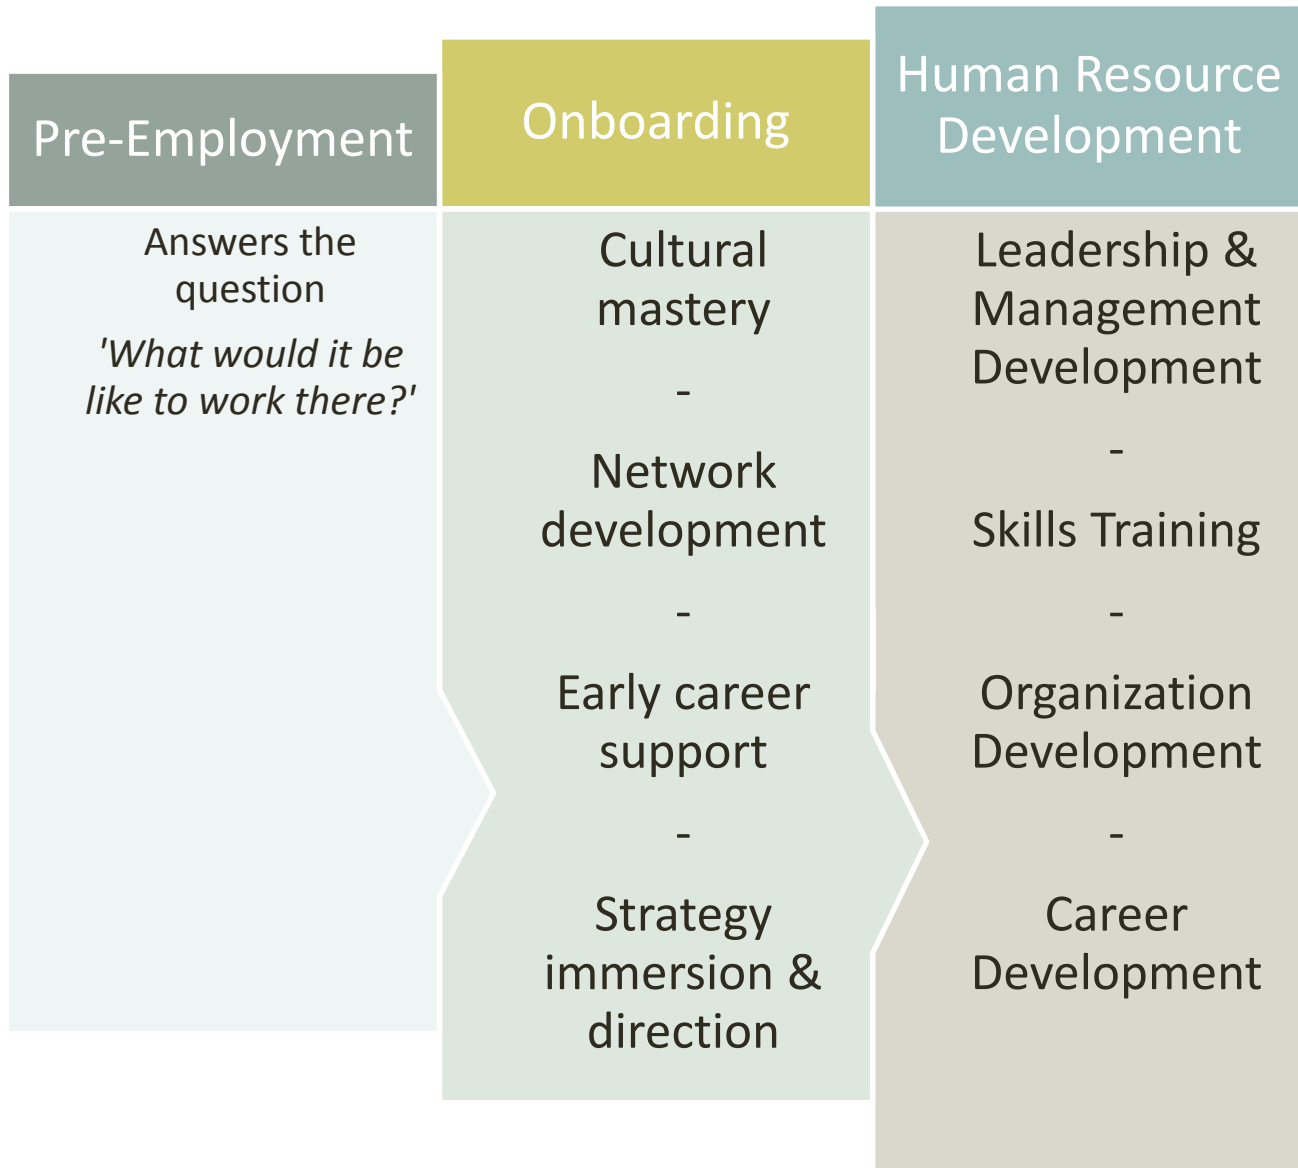 Pre-Employment
Answers the
question
'What would it be
like to work there?'
Onboarding
Cultural
mastery
-
Network
development
-
Early career
support
-
Strategy
immersion &
direction
Human Resource
Development
Leadership &
Management
Development
-
Skills Training
-
Organization
Development
-
Career
Development